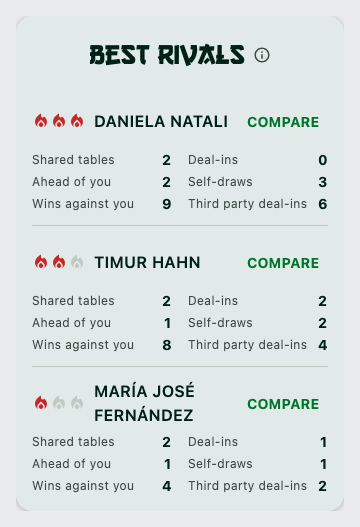 BEST RIVALS
DANIELA NATALI COMPARE
Shared tables 2 Deal-ins 0
Ahead of you 2 Self-draws 3
Wins against you 9 Third party deal-ins 6
TIMUR HAHN COMPARE
Shared tables 2 Deal-ins 2
Ahead of you 1 Self-draws 2
Wins against you 8 Third party deal-ins 4
MARÍA JOSÉ
FERNÁNDEZ COMPARE
Shared tables 2 Deal-ins 1
Ahead of you 1 Self-draws 1
Wins against you 4 Third party deal-ins 2